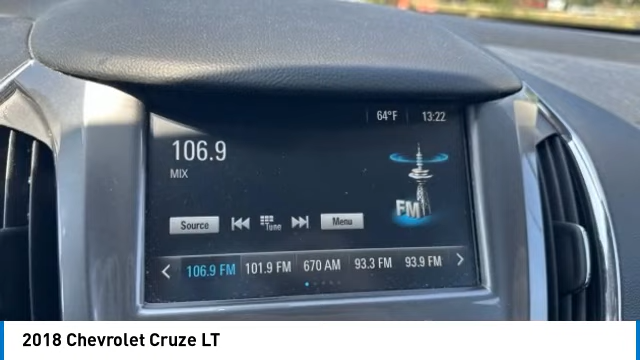 64°F 13:22
106.9
MIX
FM
Source Tune Menu
106.9 FM 101.9 FM 670 AM 93.3 FM 93.9 FM
2018 Chevrolet Cruze LT